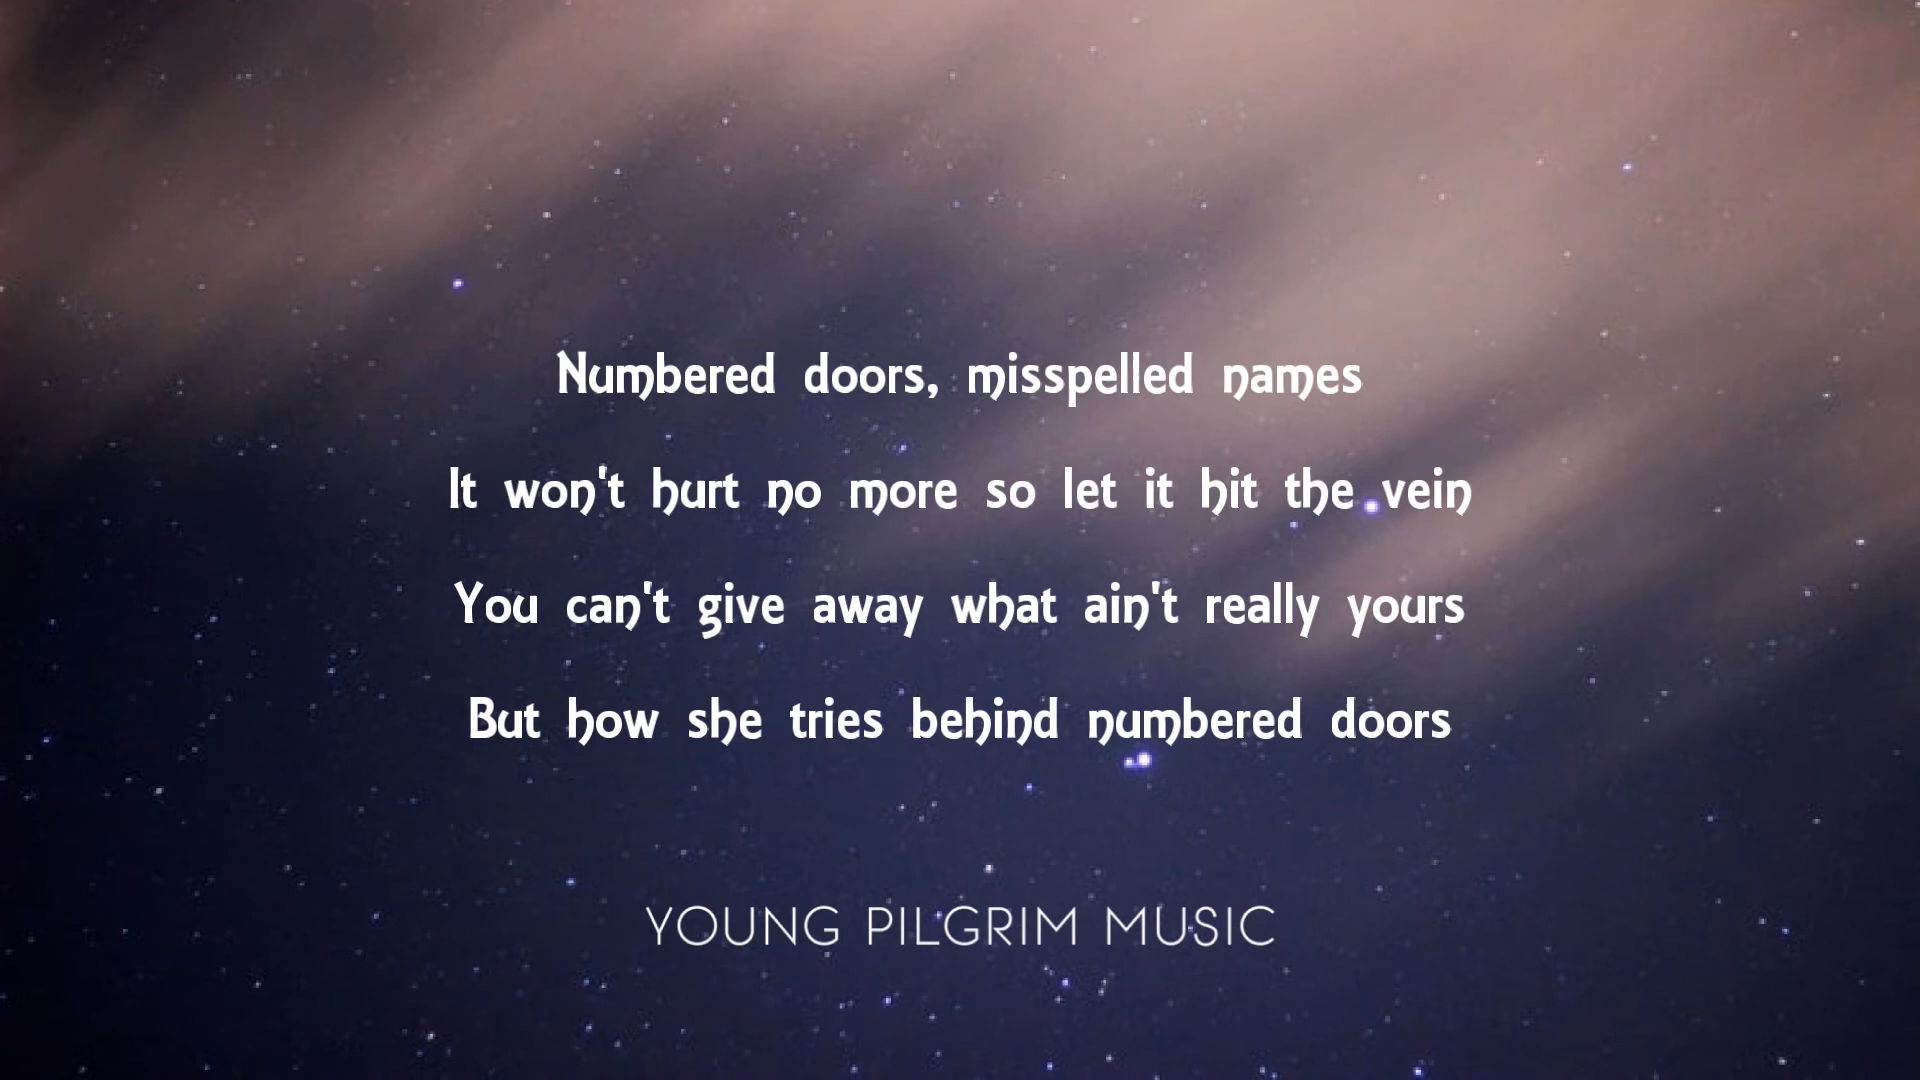 Numbered doors, misspelled names
It won't hurt no more so let it hit the vein
You can't give away what ain't really yours
But how she tries behind numbered doors
YOUNG PILGRIM MUSIC